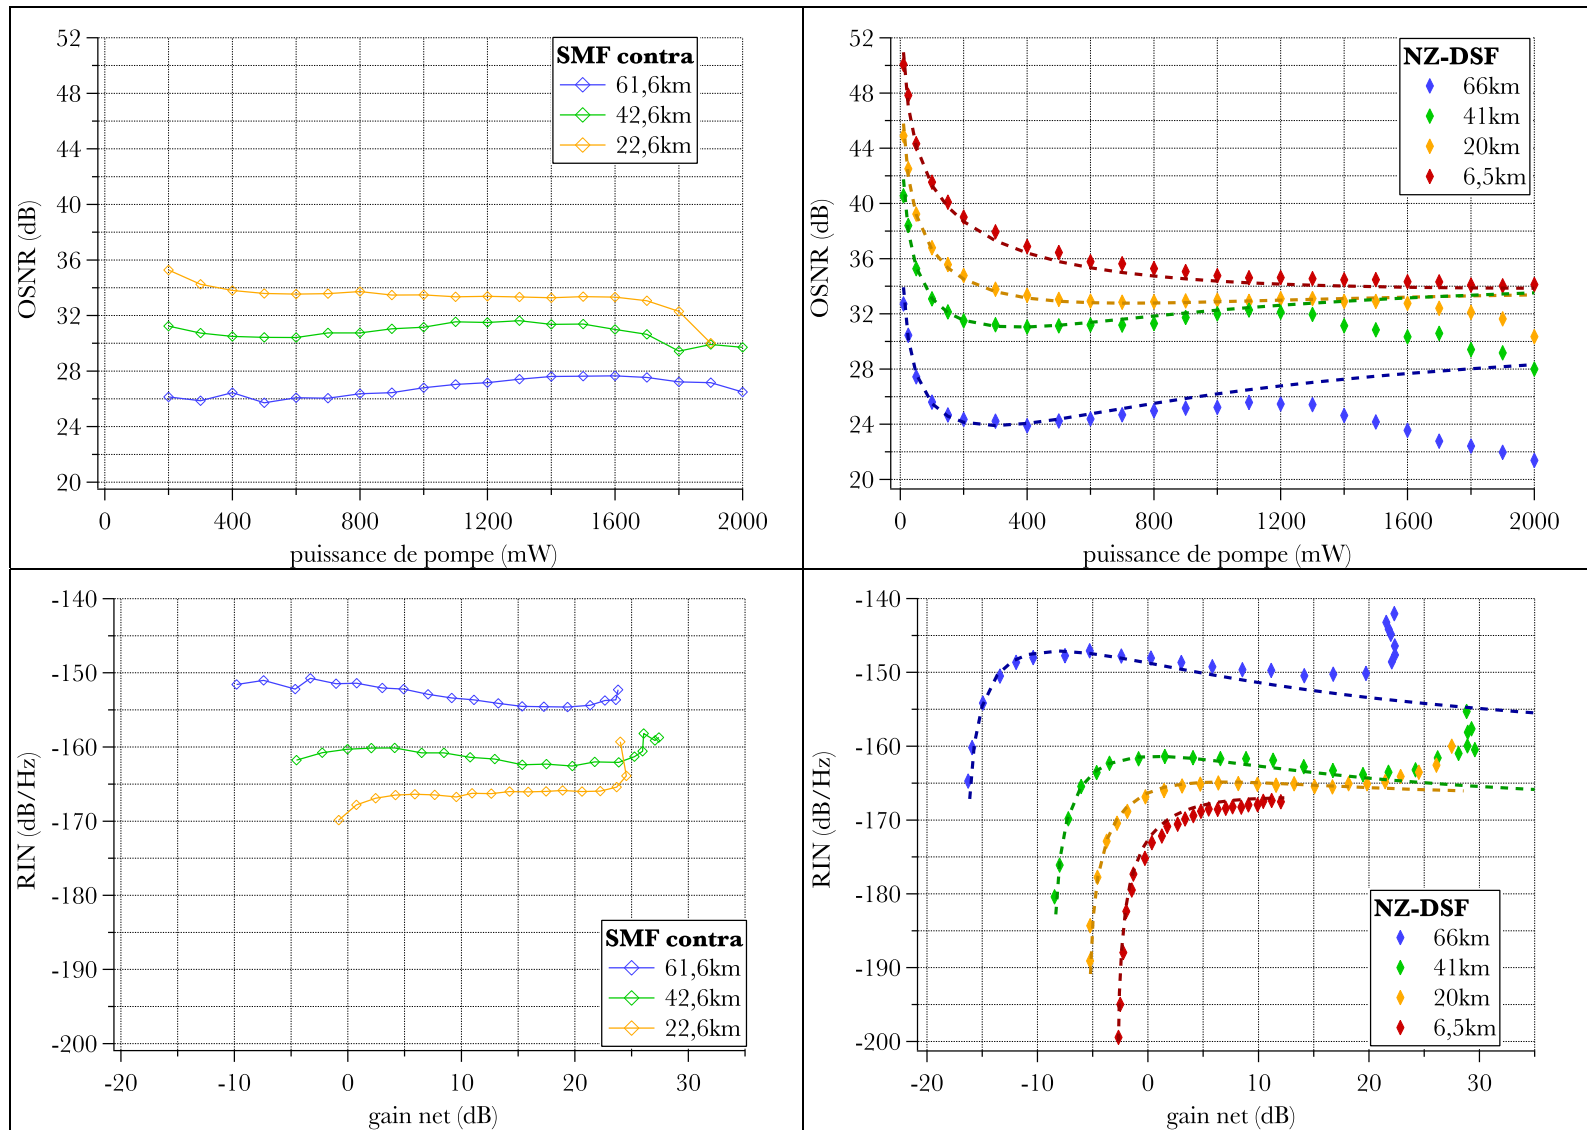 52
48
44
40
36
32
28
24
20
OSNR (dB)
SMF contra
61,6km
42,6km
22,6km
0
400
800
1200
1600
2000
puissance de pompe (mW)
52
48
44
40
36
32
28
24
20
OSNR (dB)
NZ-DSF
66km
41km
20km
6,5km
0
400
800
1200
1600
2000
puissance de pompe (mW)
-140
-150
-160
-170
-180
-190
-200
RIN (dB/Hz)
SMF contra
61,6km
42,6km
22,6km
-20
-10
0
10
20
30
gain net (dB)
-140
-150
-160
-170
-180
-190
-200
RIN (dB/Hz)
NZ-DSF
66km
41km
20km
6,5km
-20
-10
0
10
20
30
gain net (dB)